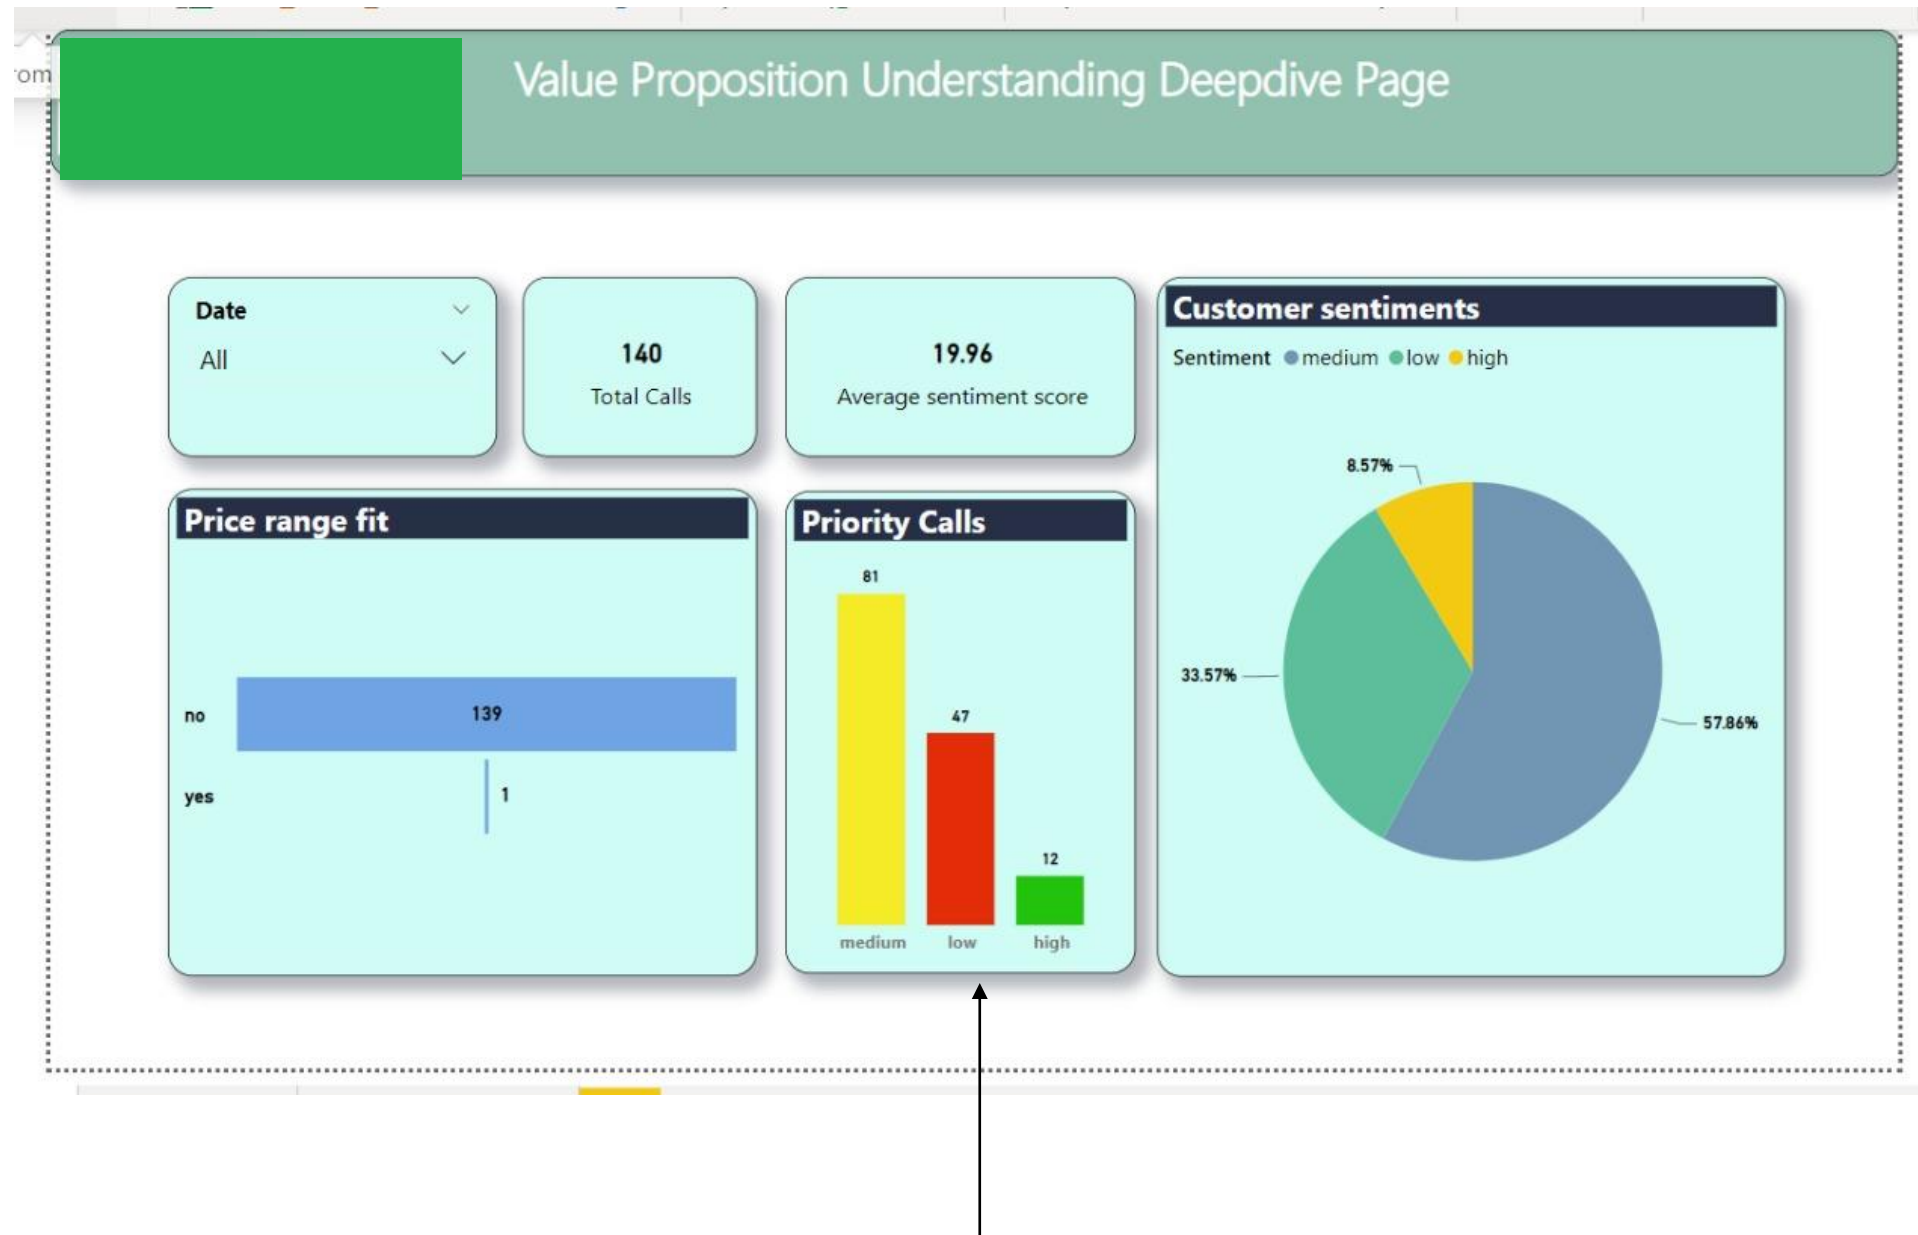 Value Proposition Understanding Deepdive Page
Date
All
140
Total Calls
19.96
Average sentiment score
Customer sentiments
Sentiment medium low high
8.57%
33.57%
57.86%
Price range fit
no 139
yes 1
Priority Calls
81
47
12
medium low high